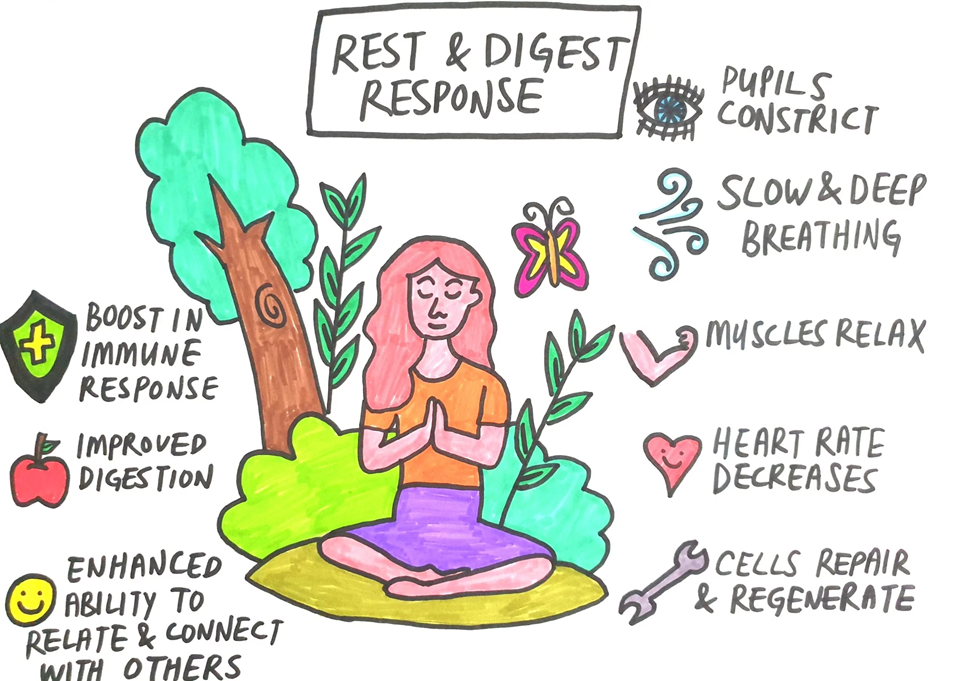 REST & DIGEST
RESPONSE
PUPILS
CONSTRICT
SLOW & DEEP
BREATHING
MUSCLES RELAX
HEART RATE
DECREASES
CELLS REPAIR
& REGENERATE
BOOST IN
IMMUNE
RESPONSE
IMPROVED
DIGESTION
ENHANCED
ABILITY TO
RELATE & CONNECT
WITH OTHERS